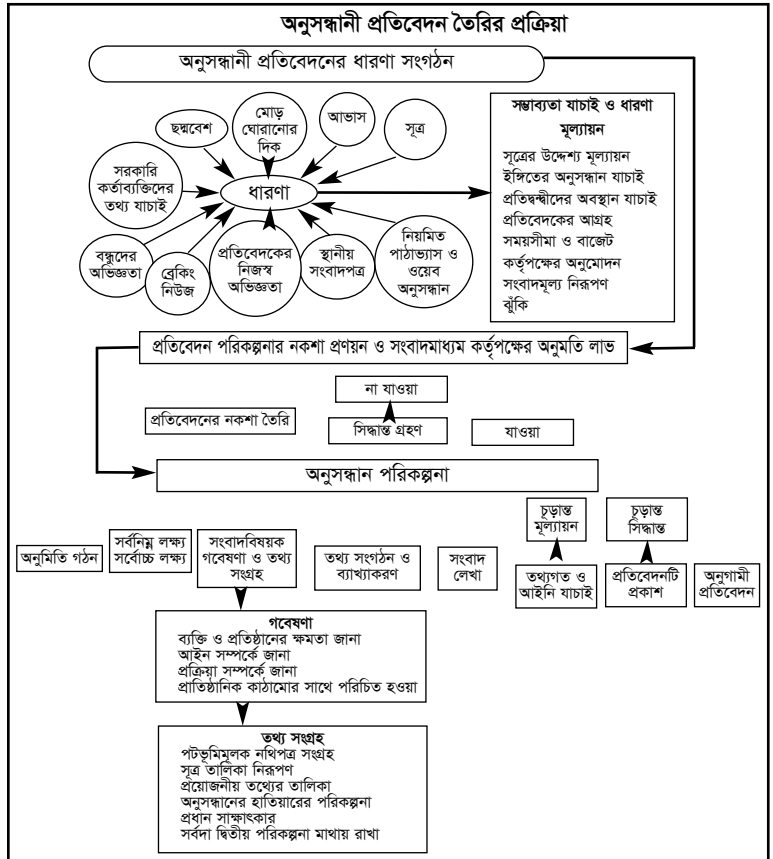 অনুসন্ধানী প্রতিবেদন তৈরির প্রক্রিয়া
অনুসন্ধানী প্রতিবেদনের ধারণা সংগঠন
ছদ্মবেশ
মোড়
ঘোরানোর
দিক
আভাস
সূত্র
সরকারি
কর্তাব্যক্তিদের
তথ্য যাচাই
ধারণা
বন্ধুদের
অভিজ্ঞতা
ব্রেকিং
নিউজ
প্রতিবেদকের
নিজস্ব
অভিজ্ঞতা
স্থানীয়
সংবাদপত্র
নিয়মিত
পাঠাভ্যাস ও
ওয়েব
অনুসন্ধান
সম্ভাব্যতা যাচাই ও ধারণা
মূল্যায়ন
সূত্রের উদ্দেশ্য মূল্যায়ন
ইঙ্গিতের অনুসন্ধান যাচাই
প্রতিদ্বন্দ্বীদের অবস্থান যাচাই
প্রতিবেদকের আগ্রহ
সময়সীমা ও বাজেট
কর্তৃপক্ষের অনুমোদন
সংবাদমূল্য নিরূপণ
ঝুঁকি
প্রতিবেদন পরিকল্পনার নকশা প্রণয়ন ও সংবাদমাধ্যম কর্তৃপক্ষের অনুমতি লাভ
না যাওয়া
প্রতিবেদনের নকশা তৈরি
সিদ্ধান্ত গ্রহণ
যাওয়া
অনুসন্ধান পরিকল্পনা
অনুমিতি গঠন
সর্বনিম্ন লক্ষ্য
সর্বোচ্চ লক্ষ্য
সংবাদবিষয়ক
গবেষণা ও তথ্য
সংগ্রহ
তথ্য সংগঠন ও
ব্যাখ্যাকরণ
সংবাদ
লেখা
চূড়ান্ত
মূল্যায়ন
তথ্যগত ও
আইনি যাচাই
চূড়ান্ত
সিদ্ধান্ত
প্রতিবেদনটি
প্রকাশ
অনুগামী
প্রতিবেদন
গবেষণা
ব্যক্তি ও প্রতিষ্ঠানের ক্ষমতা জানা
আইন সম্পর্কে জানা
প্রক্রিয়া সম্পর্কে জানা
প্রাতিষ্ঠানিক কাঠামোর সাথে পরিচিত হওয়া
তথ্য সংগ্রহ
পটভূমিমূলক নথিপত্র সংগ্রহ
সূত্র তালিকা নিরূপণ
প্রয়োজনীয় তথ্যের তালিকা
অনুসন্ধানের হাতিয়ারের পরিকল্পনা
প্রধান সাক্ষাৎকার
সর্বদা দ্বিতীয় পরিকল্পনা মাথায় রাখা